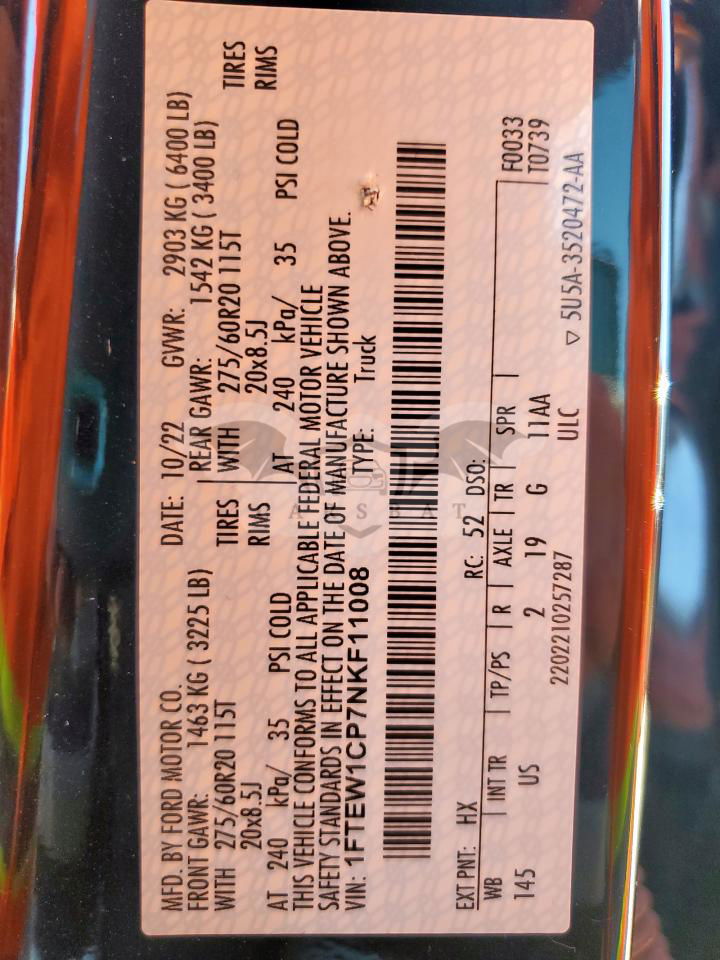 MFD. BY FORD MOTOR CO. DATE: 10/22 GVWR: 2903 KG ( 6400 LB)
FRONT GAWR: 1463 KG ( 3225 LB) REAR GAWR: 1542 KG ( 3400 LB)
WITH 275/60R20 115T TIRES WITH 275/60R20 115T TIRES
20x8.5J RIMS 20x8.5J RIMS
AT 240 kPa/ 35 PSI COLD AT 240 kPa/ 35 PSI COLD
THIS VEHICLE CONFORMS TO ALL APPLICABLE FEDERAL MOTOR VEHICLE
SAFETY STANDARDS IN EFFECT ON THE DATE OF MANUFACTURE SHOWN ABOVE.
VIN: 1FTEW1CP7NKF11008 TYPE: Truck
EXT PNT: HX RC: 52 DSO: F0033
WB INT TR TP/PS R AXLE TR SPR T0739
145 US 2 19 G 11AA
2202210257287 ULC ▽ 5U5A-3520472-AA